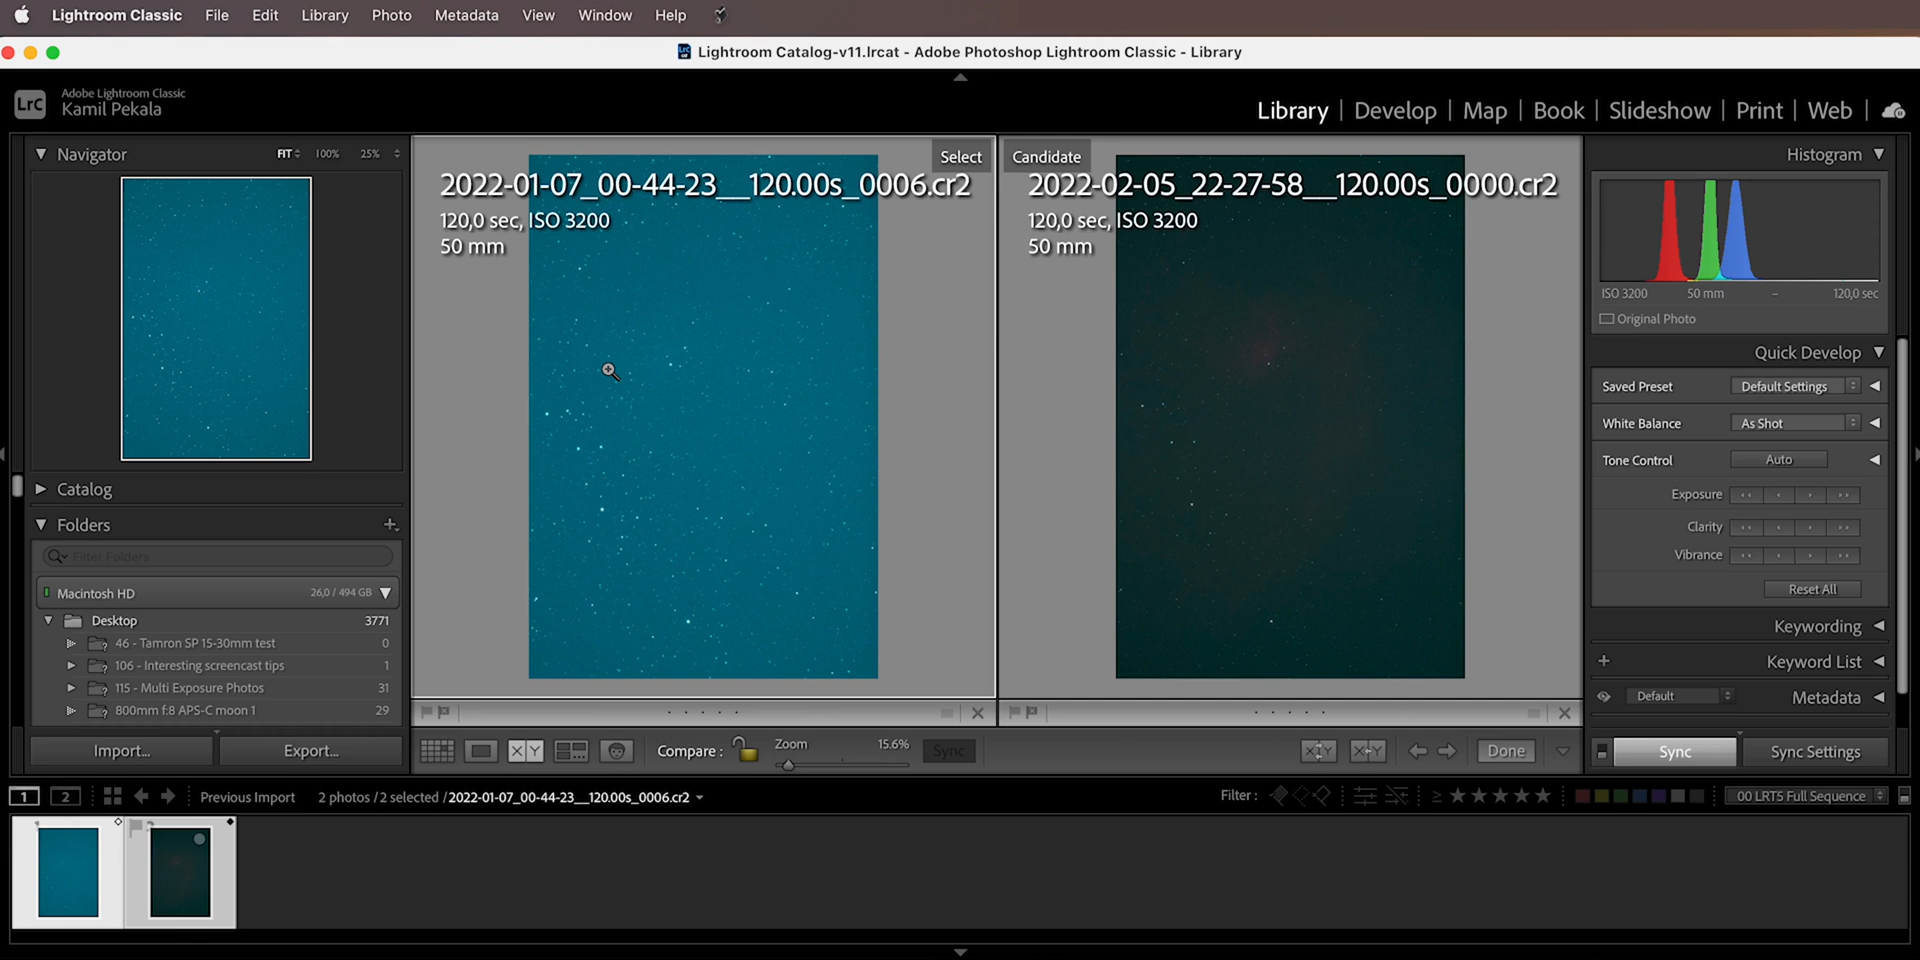 Lightroom Classic File Edit Library Photo Metadata View Window Help
Lightroom Catalog-v11.lrcat - Adobe Photoshop Lightroom Classic - Library
LrC
Adobe Lightroom Classic
Kamil Pekala
Library | Develop | Map | Book | Slideshow | Print | Web |
Navigator FIT 100% 25%
Catalog
Folders
Filter Folders
Macintosh HD 26,0 / 494 GB
Desktop 3771
46 - Tamron SP 15-30mm test 0
106 - Interesting screencast tips 1
115 - Multi Exposure Photos 31
800mm f:8 APS-C moon 1 29
Import... Export...
Select
2022-01-07_00-44-23__120.00s_0006.cr2
120,0 sec, ISO 3200
50 mm
Candidate
2022-02-05_22-27-58__120.00s_0000.cr2
120,0 sec, ISO 3200
50 mm
XY Compare : Zoom 15.6% Sync
Done
Histogram
ISO 3200 50 mm – 120,0 sec
Original Photo
Quick Develop
Saved Preset Default Settings
White Balance As Shot
Tone Control Auto
Exposure
Clarity
Vibrance
Reset All
Keywording
Keyword List
Default Metadata
Sync Sync Settings
1 2 Previous Import 2 photos / 2 selected / 2022-01-07_00-44-23__120.00s_0006.cr2 Filter : 00 LRT5 Full Sequence